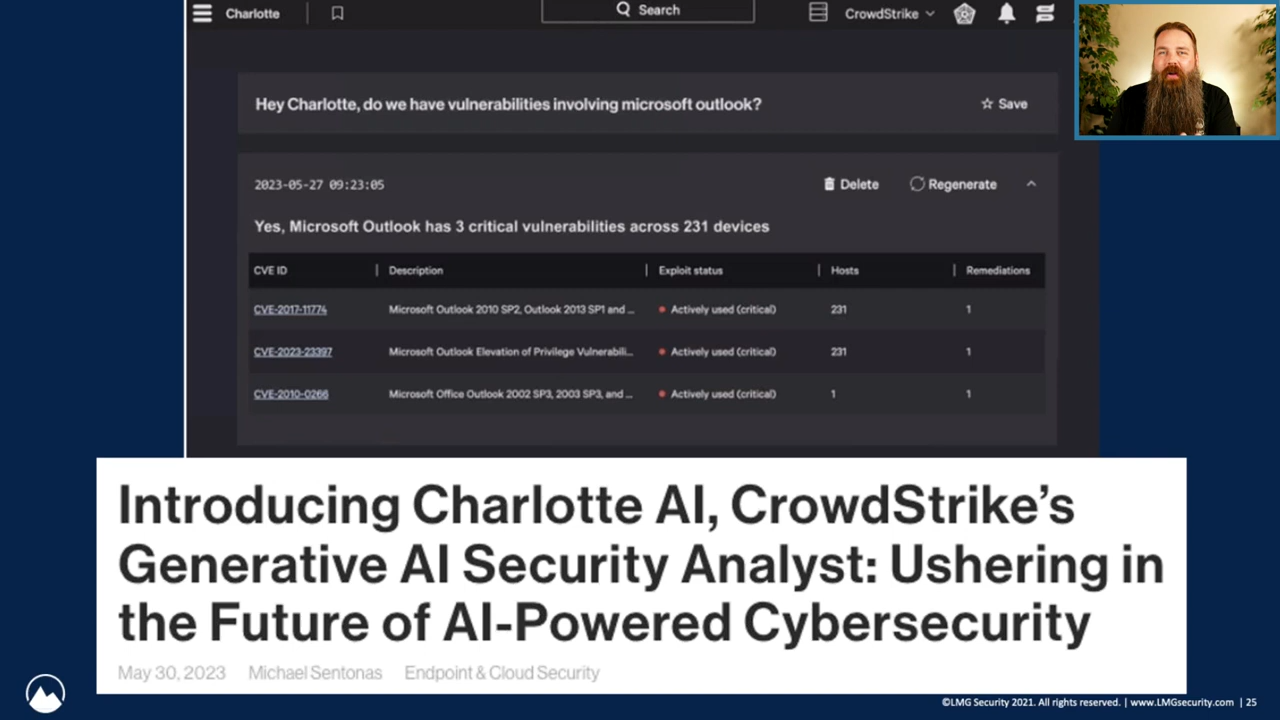 Charlotte
Search
CrowdStrike
Hey Charlotte, do we have vulnerabilities involving microsoft outlook?
Save
2023-05-27 09:23:05
Delete
Regenerate
Yes, Microsoft Outlook has 3 critical vulnerabilities across 231 devices
CVE ID | Description | Exploit status | Hosts | Remediations
CVE-2017-11774 Microsoft Outlook 2010 SP2, Outlook 2013 SP1 and ... Actively used (critical) 231 1
CVE-2023-23397 Microsoft Outlook Elevation of Privilege Vulnerabili... Actively used (critical) 231 1
CVE-2010-0266 Microsoft Office Outlook 2002 SP3, 2003 SP3, and ... Actively used (critical) 1 1
Introducing Charlotte AI, CrowdStrike's
Generative AI Security Analyst: Ushering in
the Future of AI-Powered Cybersecurity
May 30, 2023 Michael Sentonas Endpoint & Cloud Security
©LMG Security 2021. All rights reserved. | www.LMGsecurity.com | 25